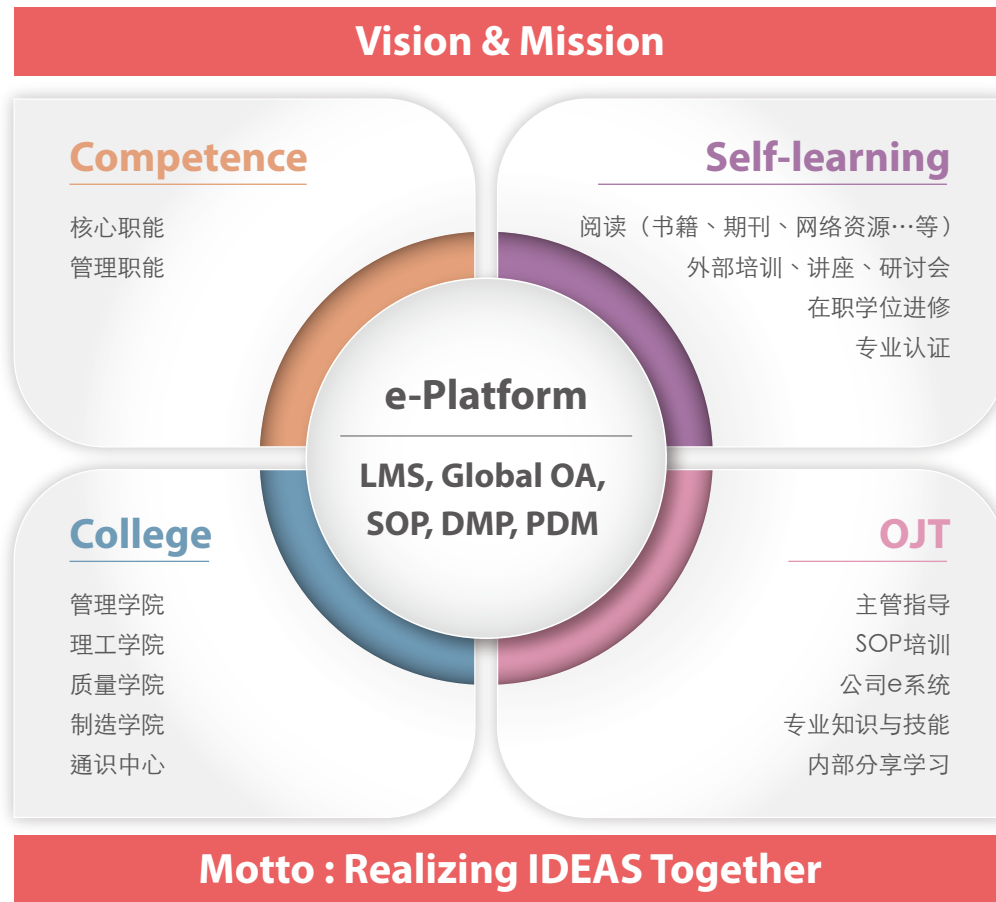 Vision & Mission
Competence
核心职能
管理职能
Self-learning
阅读（书籍、期刊、网络资源…等）
外部培训、讲座、研讨会
在职学位进修
专业认证
e-Platform
LMS, Global OA,
SOP, DMP, PDM
College
管理学院
理工学院
质量学院
制造学院
通识中心
OJT
主管指导
SOP培训
公司e系统
专业知识与技能
内部分享学习
Motto : Realizing IDEAS Together